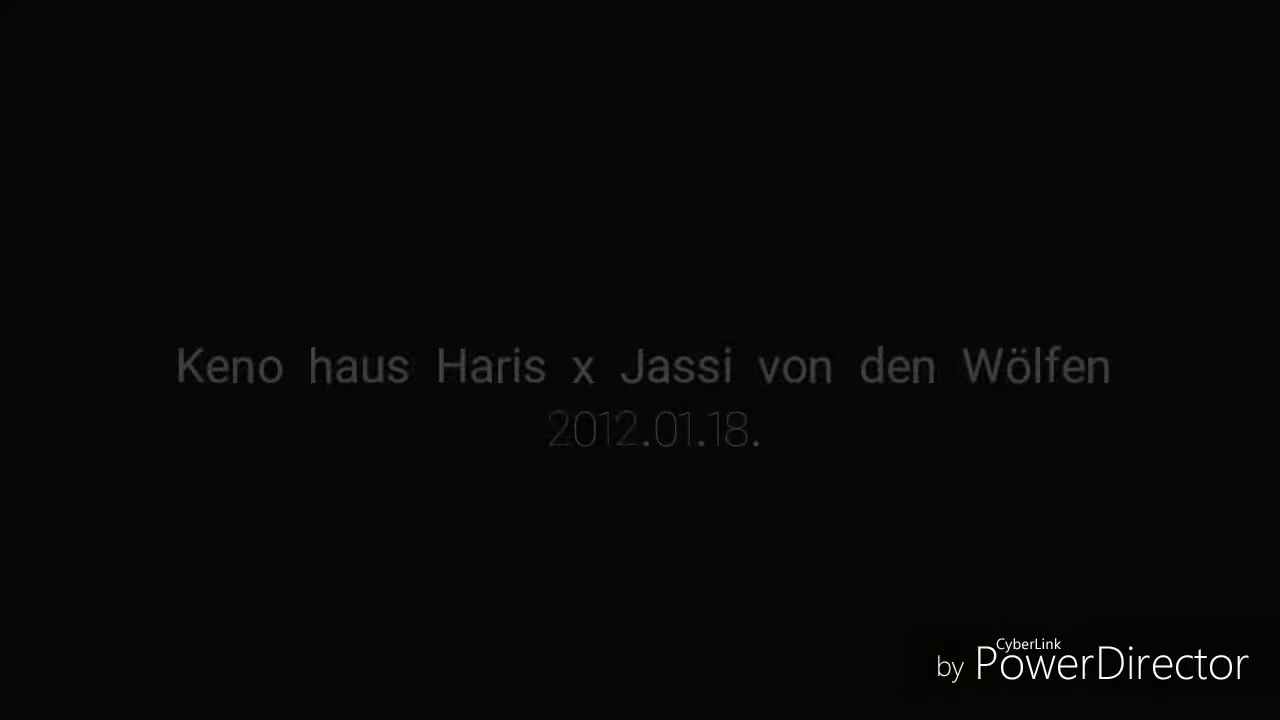 Keno haus Haris x Jassi von den Wölfen
2012.01.18.
CyberLink
by PowerDirector